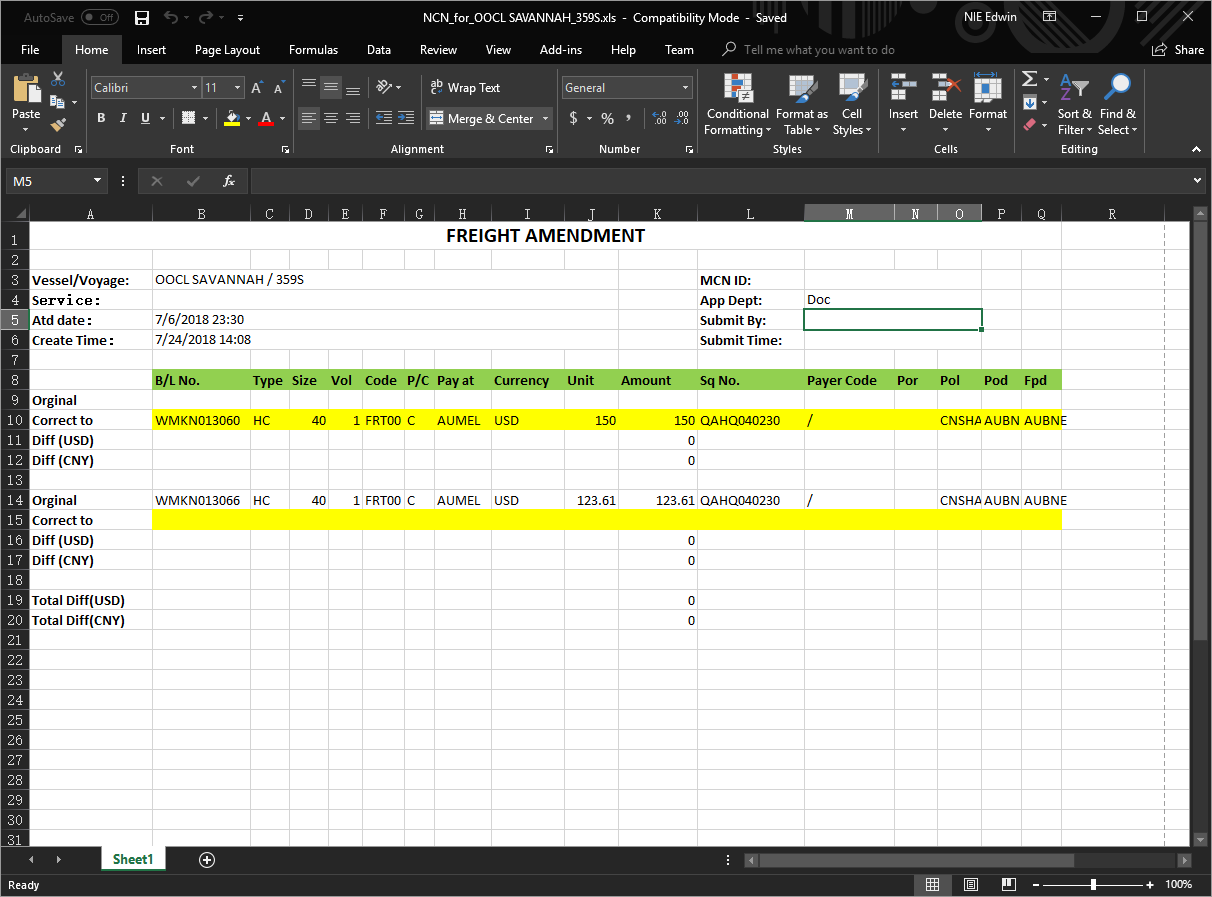 AutoSave Off NCN_for_OOCL SAVANNAH_359S.xls - Compatibility Mode - Saved NIE Edwin
File Home Insert Page Layout Formulas Data Review View Add-ins Help Team Tell me what you want to do Share
Paste Calibri 11 A A ab Wrap Text General Conditional Formatting Format as Table Cell Styles Insert Delete Format Sort & Filter Find & Select
B I U A Merge & Center $ % , .00 .00
Clipboard Font Alignment Number Styles Cells Editing
M5 fx
A B C D E F G H I J K L M N O P Q R
1 FREIGHT AMENDMENT
2
3 Vessel/Voyage: OOCL SAVANNAH / 359S MCN ID:
4 Service: App Dept: Doc
5 Atd date: 7/6/2018 23:30 Submit By:
6 Create Time: 7/24/2018 14:08 Submit Time:
7
8 B/L No. Type Size Vol Code P/C Pay at Currency Unit Amount Sq No. Payer Code Por Pol Pod Fpd
9 Orginal
10 Correct to WMKN013060 HC 40 1 FRT00 C AUMEL USD 150 150 QAHQ040230 / CNSHA AUBN AUBNE
11 Diff (USD) 0
12 Diff (CNY) 0
13
14 Orginal WMKN013066 HC 40 1 FRT00 C AUMEL USD 123.61 123.61 QAHQ040230 / CNSHA AUBN AUBNE
15 Correct to
16 Diff (USD) 0
17 Diff (CNY) 0
18
19 Total Diff(USD) 0
20 Total Diff(CNY) 0
21
22
23
24
25
26
27
28
29
30
31
Sheet1
Ready 100%